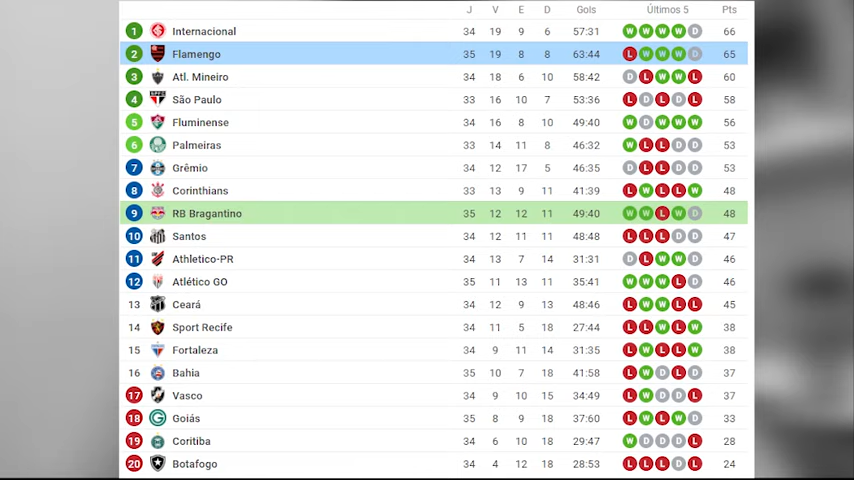 J V E D Gols Últimos 5 Pts
1 Internacional 34 19 9 6 57:31 W W W W D 66
2 Flamengo 35 19 8 8 63:44 L W W W D 65
3 Atl. Mineiro 34 18 6 10 58:42 D L W W L 60
4 São Paulo 33 16 10 7 53:36 L D L D L 58
5 Fluminense 34 16 8 10 49:40 W D W W W 56
6 Palmeiras 33 14 11 8 46:32 W L L D D 53
7 Grêmio 34 12 17 5 46:35 D L L D D 53
8 Corinthians 33 13 9 11 41:39 L W L L W 48
9 RB Bragantino 35 12 12 11 49:40 W W L W D 48
10 Santos 34 12 11 11 48:48 L L L D D 47
11 Athletico-PR 34 13 7 14 31:31 D L W W D 46
12 Atlético GO 35 11 13 11 35:41 W W W L D 46
13 Ceará 34 12 9 13 48:46 L W W L L 45
14 Sport Recife 34 11 5 18 27:44 L L W L W 38
15 Fortaleza 34 9 11 14 31:35 L W L L W 38
16 Bahia 35 10 7 18 41:58 L W D L D 37
17 Vasco 34 9 10 15 34:49 L W D D L 37
18 Goiás 34 8 9 18 37:60 L W L W D 33
19 Coritiba 34 6 10 18 29:47 W D D D L 28
20 Botafogo 34 4 12 18 28:53 L L L D L 24